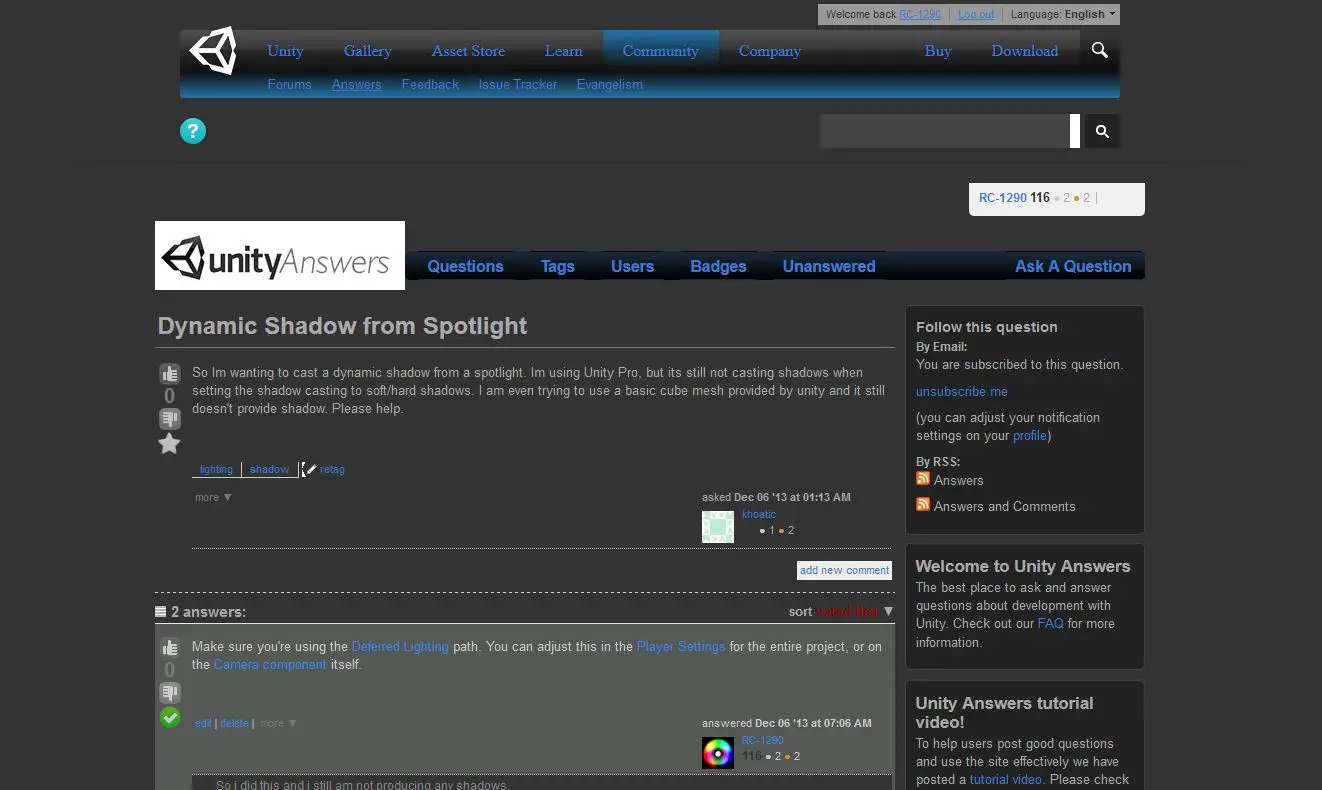 Welcome back RC-1290 | Log out | Language: English
Unity Gallery Asset Store Learn Community Company Buy Download
Forums Answers Feedback Issue Tracker Evangelism
?
RC-1290 116 ● 2 ● 2 |
unityAnswers
Questions Tags Users Badges Unanswered Ask A Question
Dynamic Shadow from Spotlight
So Im wanting to cast a dynamic shadow from a spotlight. Im using Unity Pro, but its still not casting shadows when
setting the shadow casting to soft/hard shadows. I am even trying to use a basic cube mesh provided by unity and it still
doesn't provide shadow. Please help.
0
lighting shadow retag
more ▼
asked Dec 06 '13 at 01:13 AM
khoatic
● 1 ● 2
add new comment
2 answers:
sort voted first ▼
Make sure you're using the Deferred Lighting path. You can adjust this in the Player Settings for the entire project, or on
the Camera component itself.
0
edit | delete | more ▼
answered Dec 06 '13 at 07:06 AM
RC-1290
116 ● 2 ● 2
So i did this and i still am not producing any shadows.
Follow this question
By Email:
You are subscribed to this question.
unsubscribe me
(you can adjust your notification
settings on your profile)
By RSS:
Answers
Answers and Comments
Welcome to Unity Answers
The best place to ask and answer
questions about development with
Unity. Check out our FAQ for more
information.
Unity Answers tutorial
video!
To help users post good questions
and use the site effectively we have
posted a tutorial video. Please check